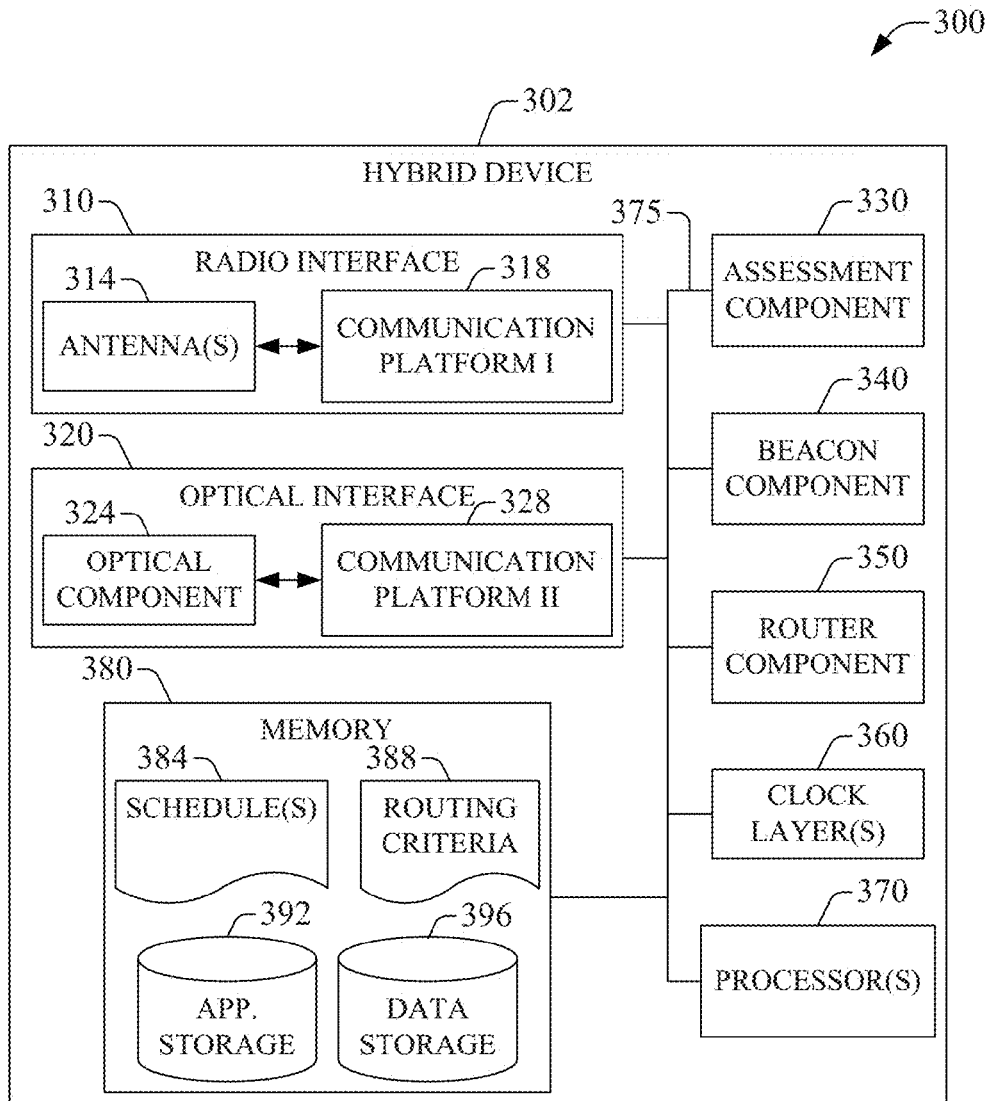 300
302
HYBRID DEVICE
310
375
330
RADIO INTERFACE
314
318
ANTENNA(S)
COMMUNICATION
PLATFORM I
ASSESSMENT
COMPONENT
340
BEACON
COMPONENT
320
OPTICAL INTERFACE
324
328
OPTICAL
COMPONENT
COMMUNICATION
PLATFORM II
350
ROUTER
COMPONENT
380
MEMORY
384
388
SCHEDULE(S)
ROUTING
CRITERIA
360
CLOCK
LAYER(S)
392
396
APP.
STORAGE
DATA
STORAGE
370
PROCESSOR(S)